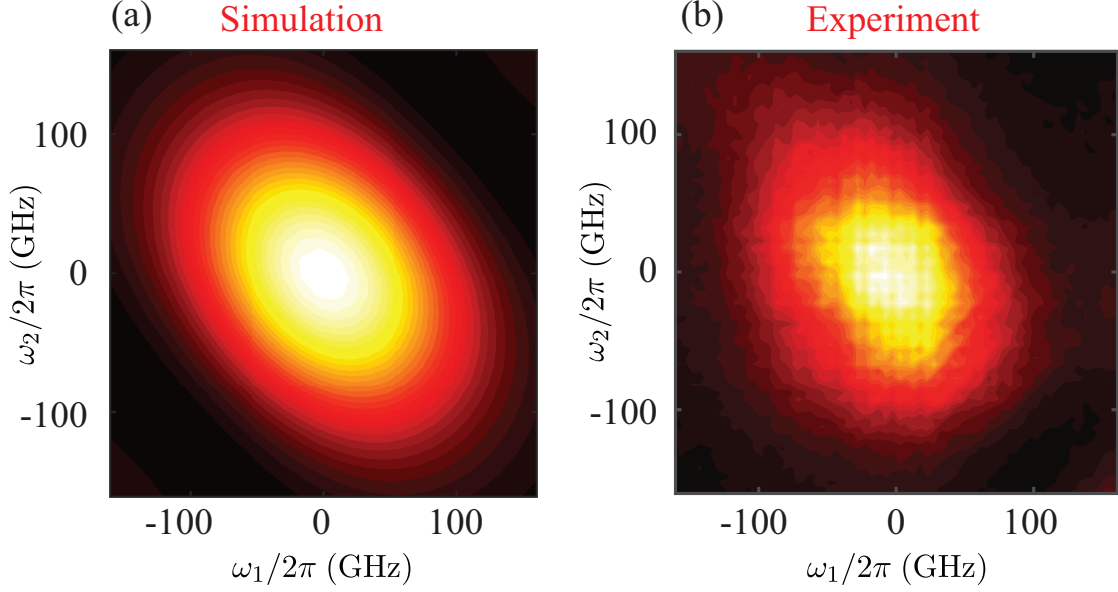 (a) Simulation
100
0
-100
ω₂/2π (GHz)
-100 0 100
ω₁/2π (GHz)
(b) Experiment
100
0
-100
ω₂/2π (GHz)
-100 0 100
ω₁/2π (GHz)